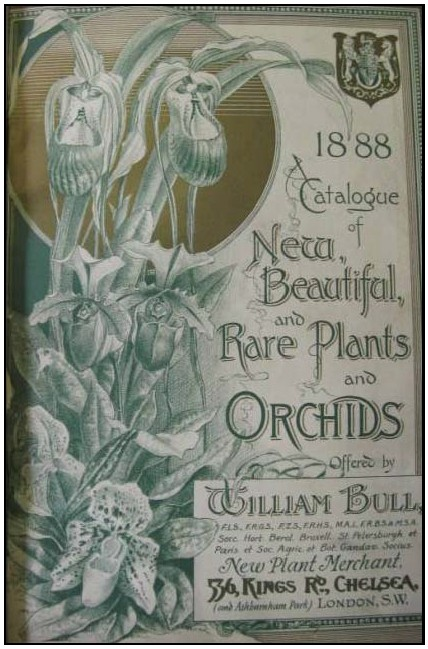 1888
A
Catalogue
of
New,
Beautiful,
and
Rare Plants
and
ORCHIDS
Offered by
WILLIAM BULL,
F.L.S., F.R.G.S., F.Z.S., F.R.H.S., M.A.I., F.R.B.S. & M.S.A.
Socc. Hort. Berol. Bruxell. St. Petersburgh et
Paris et Soc. Agric. et Bot. Gandav. Socius.
New Plant Merchant,
536, KINGS RD, CHELSEA,
(and Ashburnham Park) LONDON, S.W.